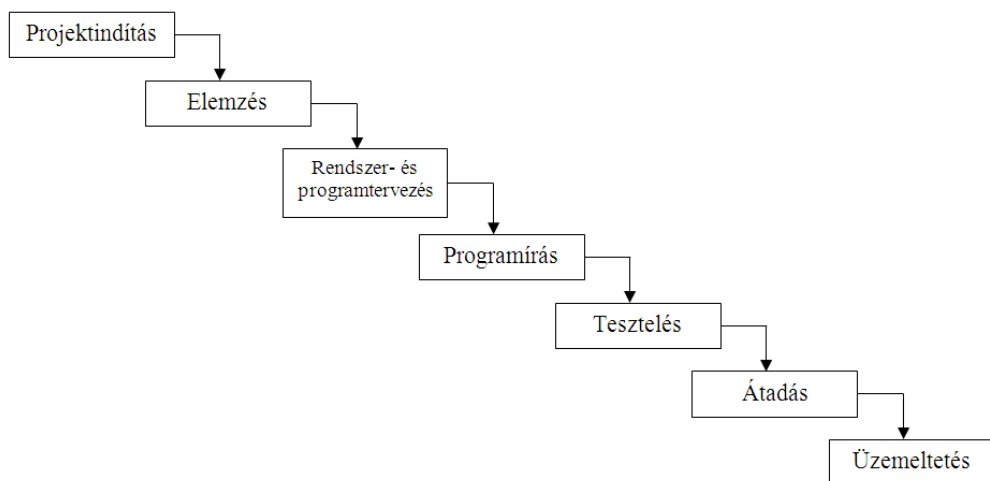 Projektindítás
Elemzés
Rendszer- és
programtervezés
Programírás
Tesztelés
Átadás
Üzemeltetés